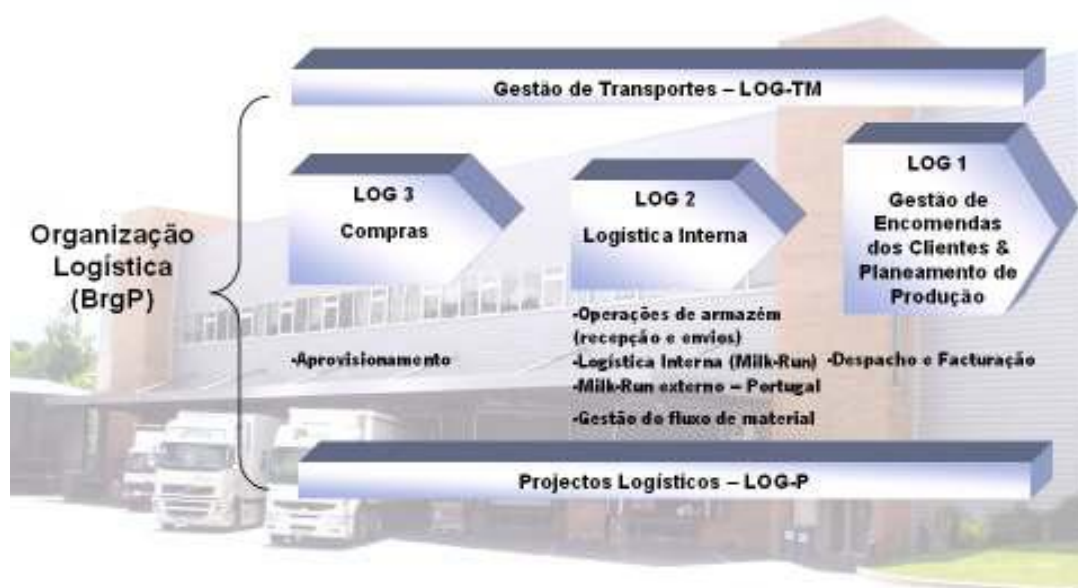 Gestão de Transportes – LOG-TM
Organização
Logística
(BrgP)
LOG 3
Compras
-Aprovisionamento
LOG 2
Logística Interna
-Operações de armazém
(recepção e envios)
-Logística Interna (Milk-Run)
-Milk-Run externo – Portugal
-Gestão do fluxo de material
LOG 1
Gestão de
Encomendas
dos Clientes &
Planeamento de
Produção
-Despacho e Facturação
Projectos Logísticos – LOG-P